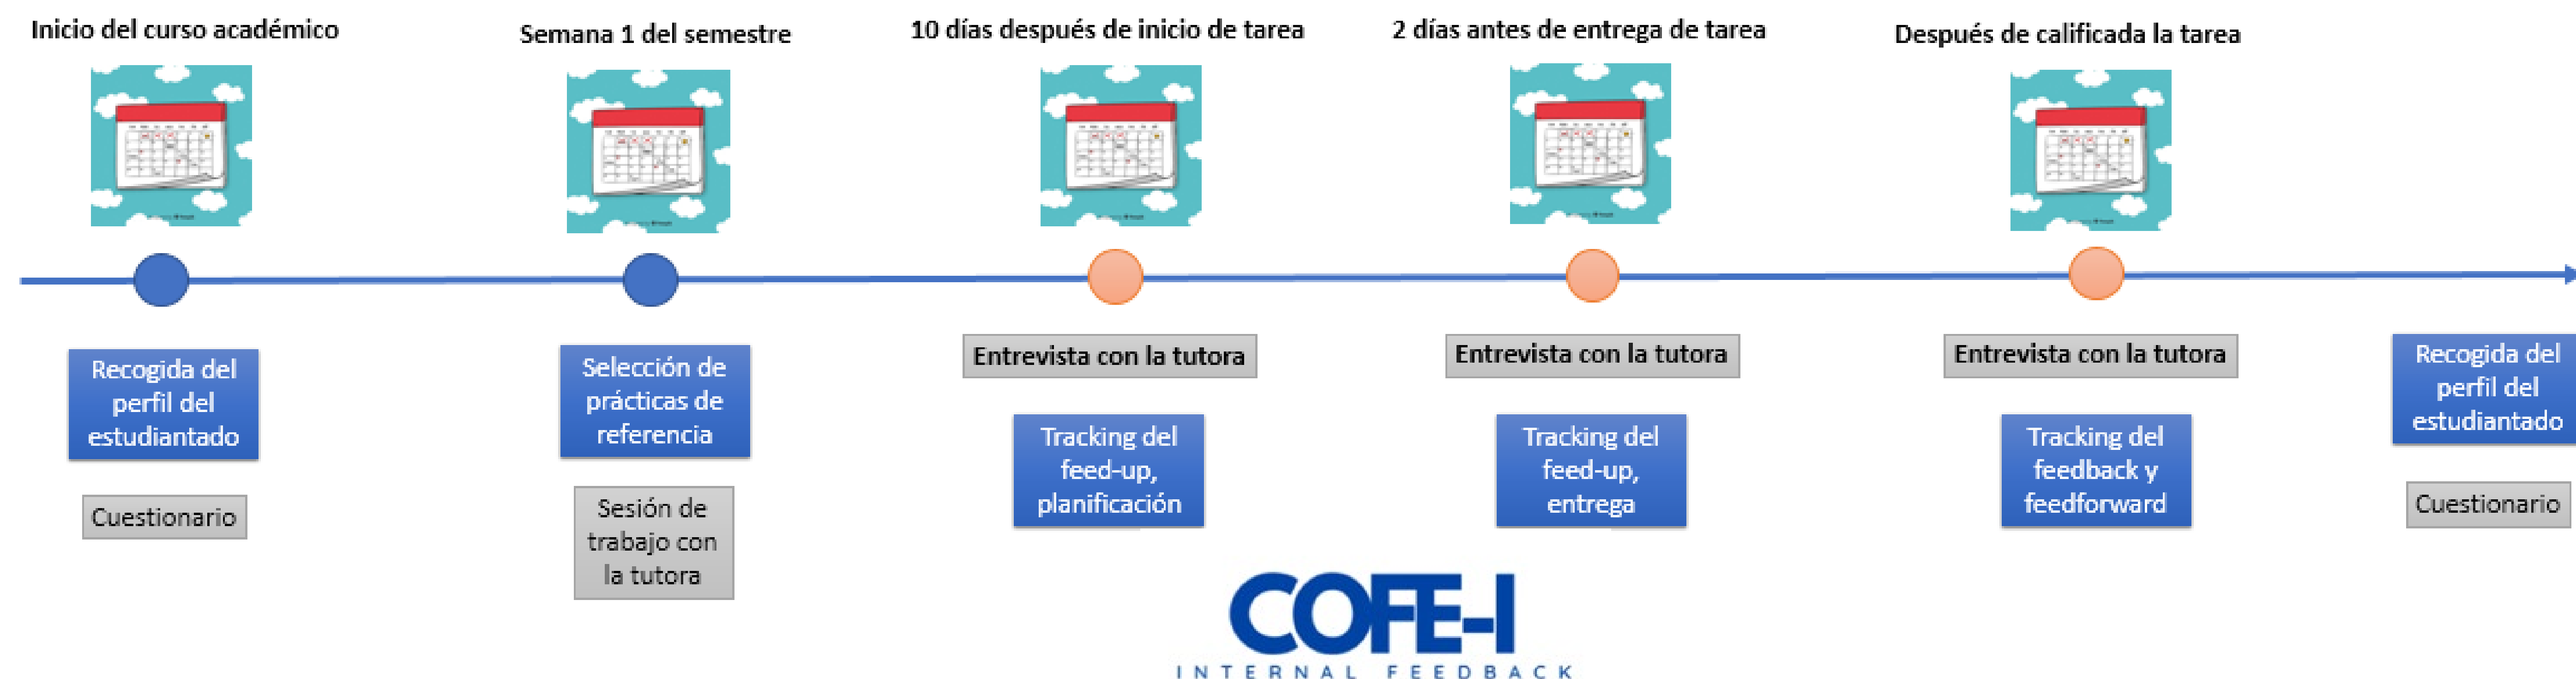 Inicio del curso académico
Semana 1 del semestre
10 días después de inicio de tarea
2 días antes de entrega de tarea
Después de calificada la tarea
Recogida del
perfil del
estudiantado
Cuestionario
Selección de
prácticas de
referencia
Sesión de
trabajo con
la tutora
Entrevista con la tutora
Tracking del
feed-up,
planificación
Entrevista con la tutora
Tracking del
feed-up,
entrega
Entrevista con la tutora
Tracking del
feedback y
feedforward
Recogida del
perfil del
estudiantado
Cuestionario
COFE-I
INTERNAL FEEDBACK